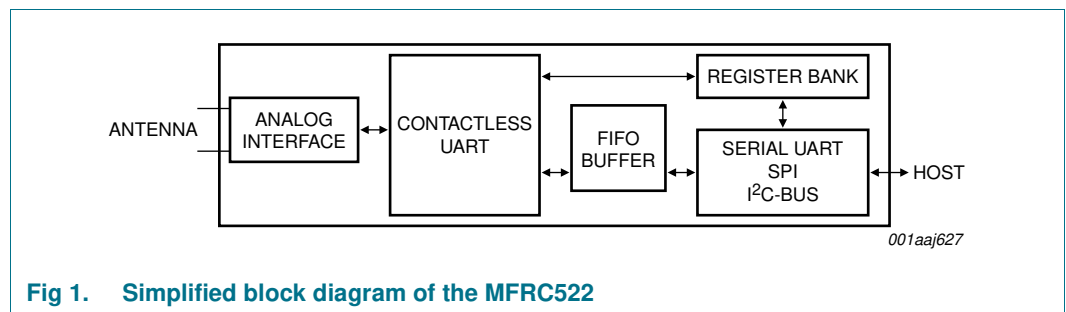 ANTENNA
ANALOG
INTERFACE
CONTACTLESS
UART
FIFO
BUFFER
REGISTER BANK
SERIAL UART
SPI
I²C-BUS
HOST
001aaj627
Fig 1. Simplified block diagram of the MFRC522